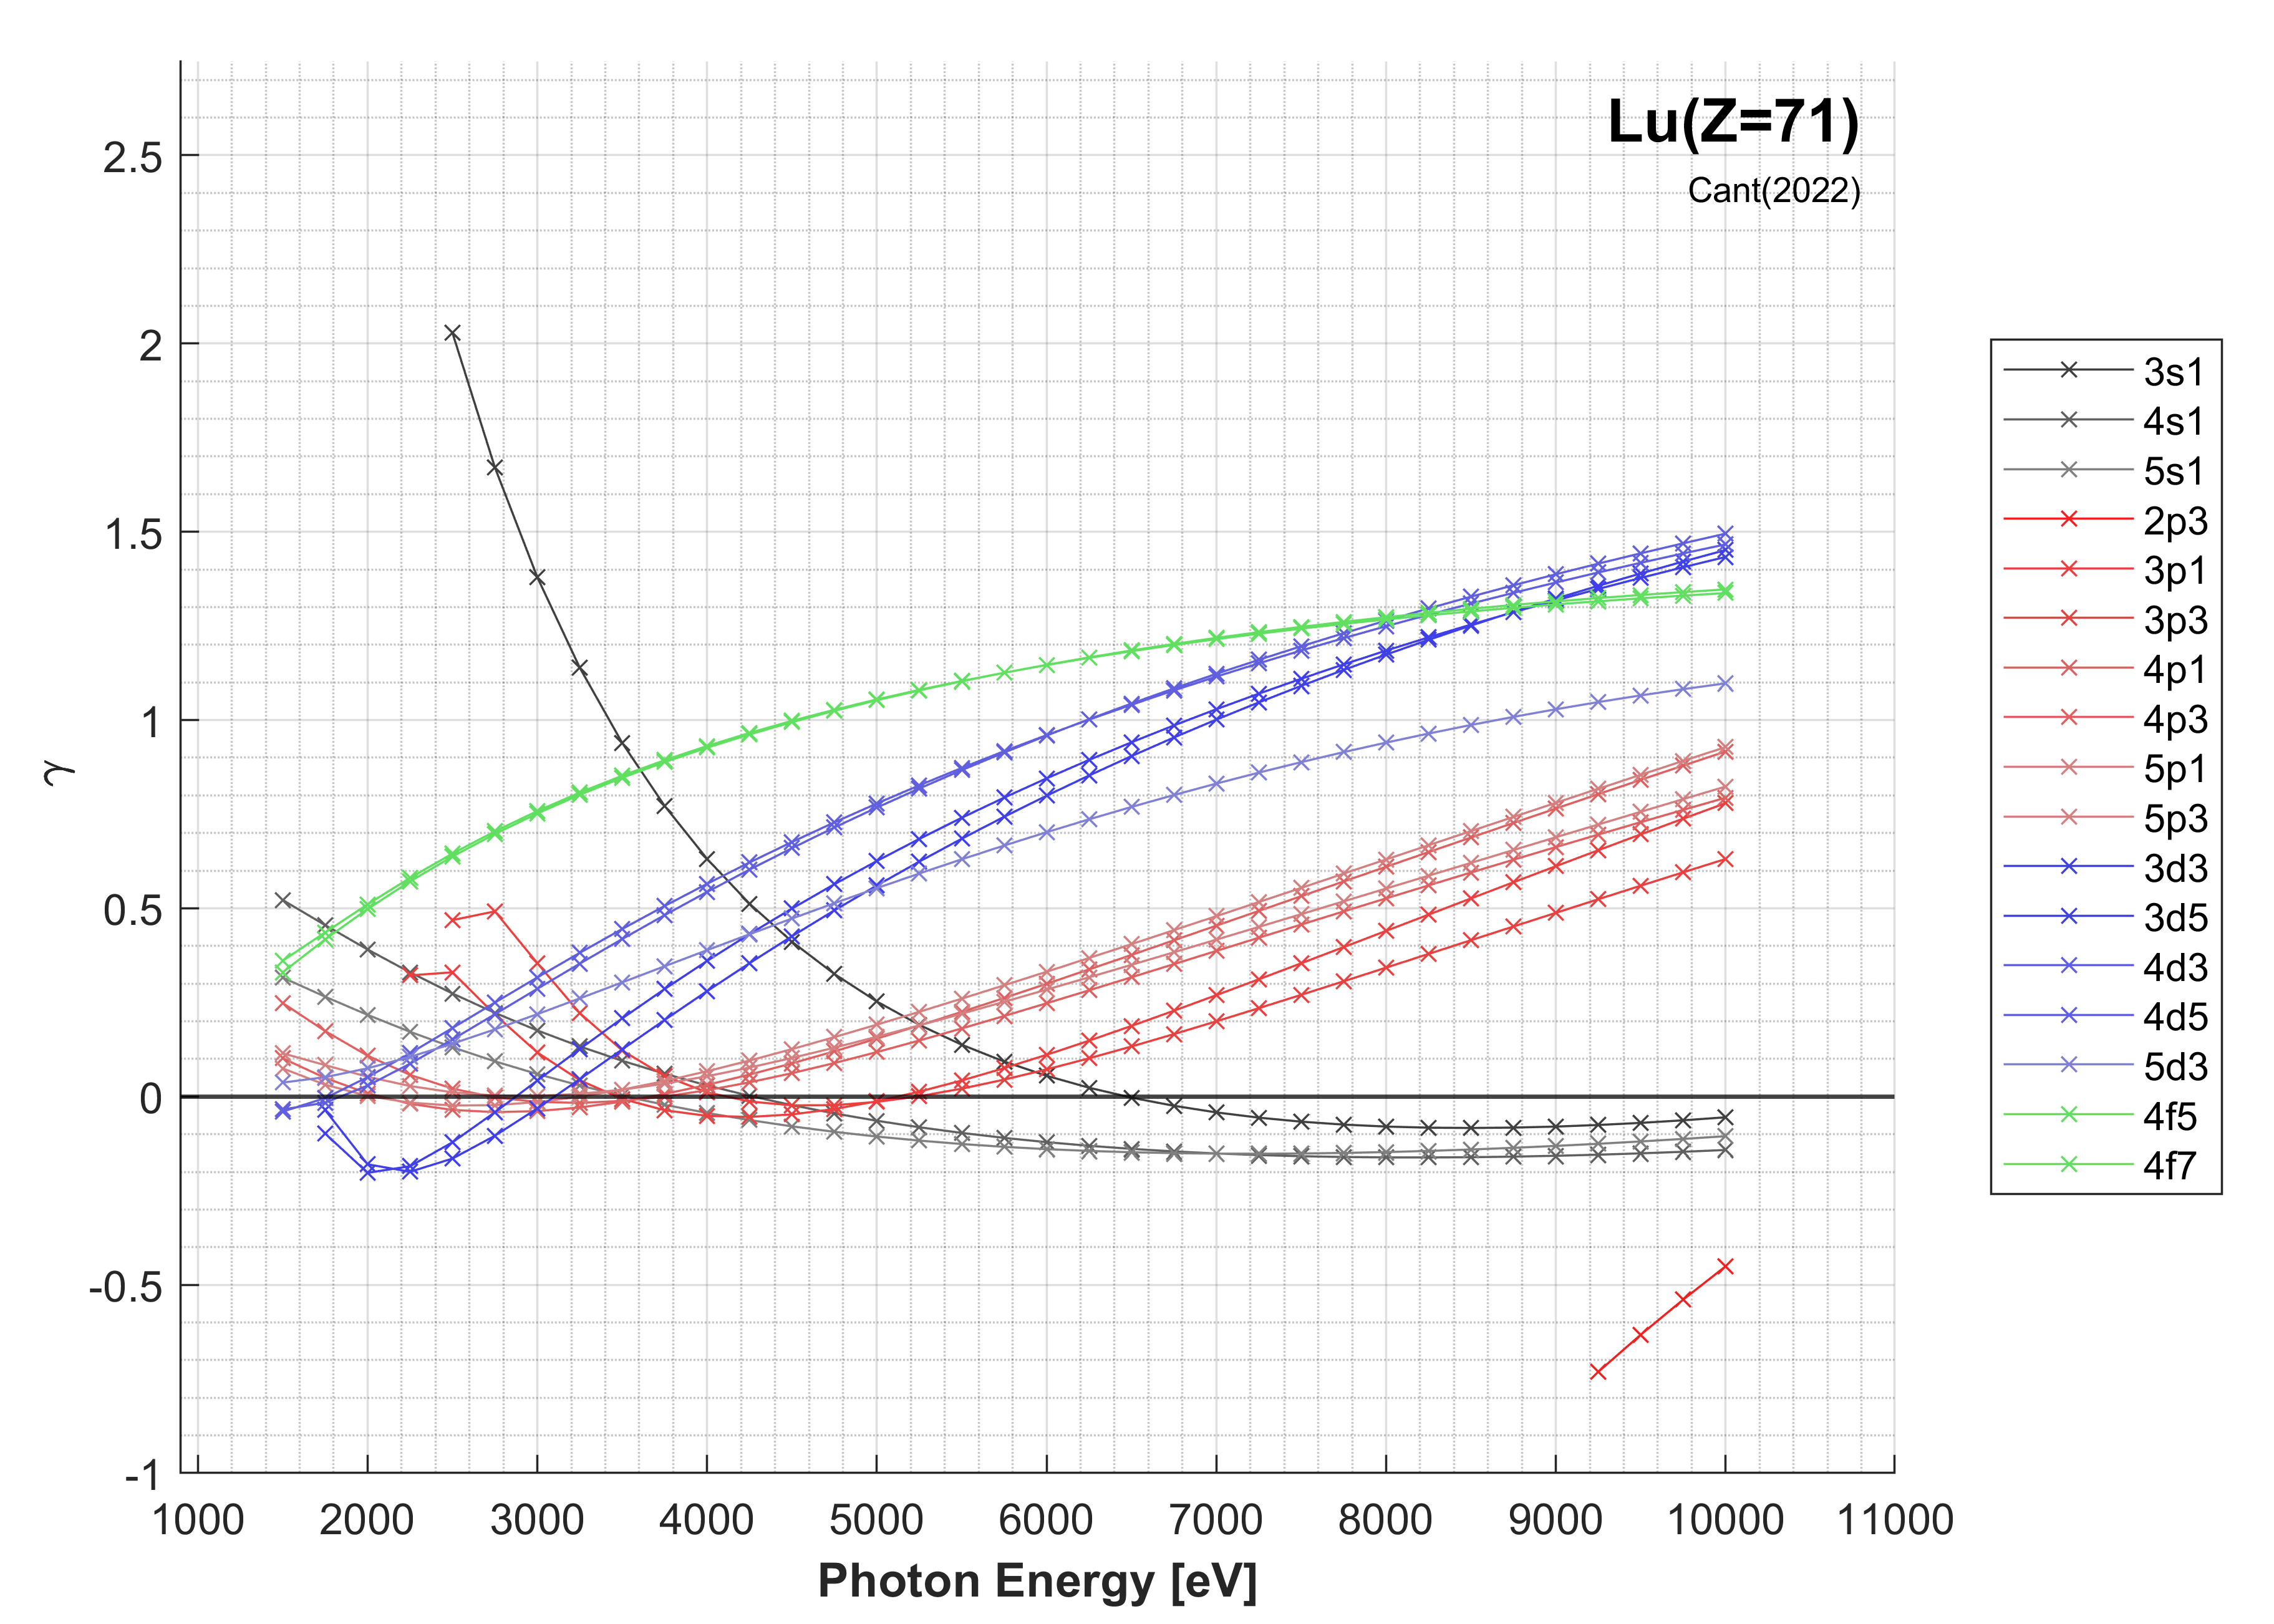 Lu(Z=71)
Cant(2022)
2.5
2
1.5
1
0.5
0
-0.5
-1
γ
1000 2000 3000 4000 5000 6000 7000 8000 9000 10000 11000
Photon Energy [eV]
3s1
4s1
5s1
2p3
3p1
3p3
4p1
4p3
5p1
5p3
3d3
3d5
4d3
4d5
5d3
4f5
4f7